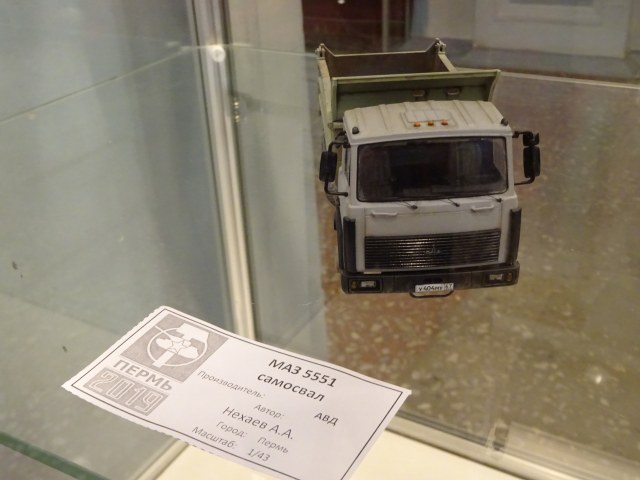 ПЕРМЬ
2019
МАЗ 5551
самосвал
Производитель:
АВД
Автор:
Нехаев А.А.
Город: Пермь
Масштаб: 1/43